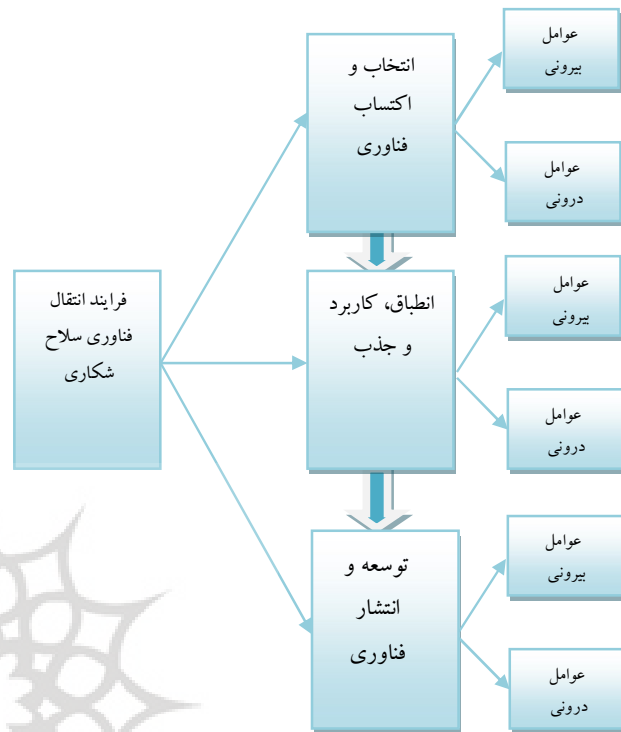 عوامل
بیرونی
انتخاب و
اکتساب
فناوری
عوامل
درونی
فرایند انتقال
فناوری سلاح
شکاری
انطباق، کاربرد
و جذب
عوامل
بیرونی
عوامل
درونی
توسعه و
انتشار
فناوری
عوامل
بیرونی
عوامل
درونی